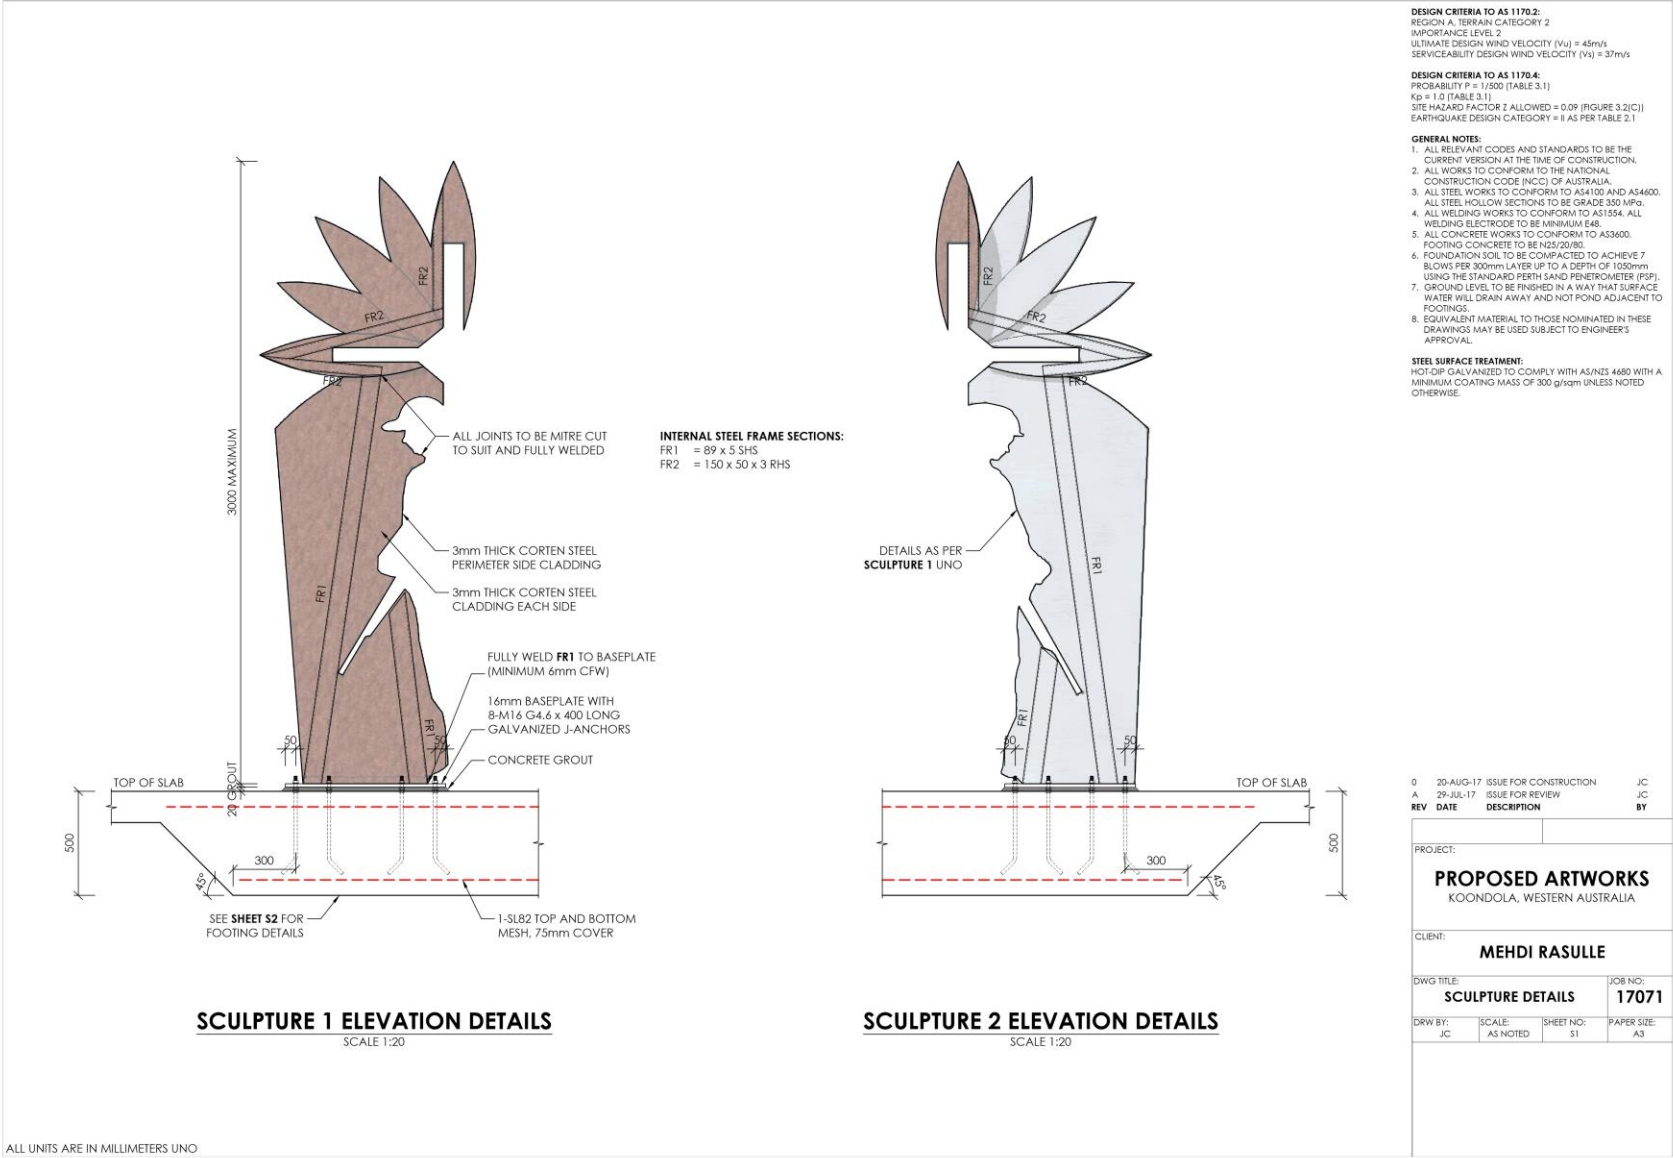 DESIGN CRITERIA TO AS 1170.2:
REGION A, TERRAIN CATEGORY 2
IMPORTANCE LEVEL 2
ULTIMATE DESIGN WIND VELOCITY (Vu) = 45m/s
SERVICEABILITY DESIGN WIND VELOCITY (Vs) = 37m/s
DESIGN CRITERIA TO AS 1170.4:
PROBABILITY P = 1/500 (TABLE 3.1)
Kp = 1.0 (TABLE 3.1)
SITE HAZARD FACTOR Z ALLOWED = 0.09 (FIGURE 3.2(C))
EARTHQUAKE DESIGN CATEGORY = II AS PER TABLE 2.1
GENERAL NOTES:
1. ALL RELEVANT CODES AND STANDARDS TO BE THE
CURRENT VERSION AT THE TIME OF CONSTRUCTION.
2. ALL WORKS TO CONFORM TO THE NATIONAL
CONSTRUCTION CODE (NCC) OF AUSTRALIA.
3. ALL STEEL WORKS TO CONFORM TO AS4100 AND AS4600.
ALL STEEL HOLLOW SECTIONS TO BE GRADE 350 MPa.
4. ALL WELDING WORKS TO CONFORM TO AS1554. ALL
WELDING ELECTRODE TO BE MINIMUM E48.
5. ALL CONCRETE WORKS TO CONFORM TO AS3600.
FOOTING CONCRETE TO BE N25/20/80.
6. FOUNDATION SOIL TO BE COMPACTED TO ACHIEVE 7
BLOWS PER 300mm LAYER UP TO A DEPTH OF 1050mm
USING THE STANDARD PERTH SAND PENETROMETER (PSP).
7. GROUND LEVEL TO BE FINISHED IN A WAY THAT SURFACE
WATER WILL DRAIN AWAY AND NOT POND ADJACENT TO
FOOTINGS.
8. EQUIVALENT MATERIAL TO THOSE NOMINATED IN THESE
DRAWINGS MAY BE USED SUBJECT TO ENGINEER'S
APPROVAL.
STEEL SURFACE TREATMENT:
HOT-DIP GALVANIZED TO COMPLY WITH AS/NZS 4680 WITH A
MINIMUM COATING MASS OF 300 g/sqm UNLESS NOTED
OTHERWISE.
3000 MAXIMUM
FR2
FR2
FR2
FR1
FR1
ALL JOINTS TO BE MITRE CUT
TO SUIT AND FULLY WELDED
3mm THICK CORTEN STEEL
PERIMETER SIDE CLADDING
3mm THICK CORTEN STEEL
CLADDING EACH SIDE
FULLY WELD FR1 TO BASEPLATE
(MINIMUM 6mm CFW)
16mm BASEPLATE WITH
8-M16 G4.6 x 400 LONG
GALVANIZED J-ANCHORS
CONCRETE GROUT
50
50
20 GROUT
TOP OF SLAB
500
300
45°
SEE SHEET S2 FOR
FOOTING DETAILS
1-SL82 TOP AND BOTTOM
MESH, 75mm COVER
SCULPTURE 1 ELEVATION DETAILS
SCALE 1:20
INTERNAL STEEL FRAME SECTIONS:
FR1 = 89 x 5 SHS
FR2 = 150 x 50 x 3 RHS
FR2
FR2
FR2
FR1
FR1
DETAILS AS PER
SCULPTURE 1 UNO
50
50
TOP OF SLAB
500
300
45°
SCULPTURE 2 ELEVATION DETAILS
SCALE 1:20
0 20-AUG-17 ISSUE FOR CONSTRUCTION JC
A 29-JUL-17 ISSUE FOR REVIEW JC
REV DATE DESCRIPTION BY
PROJECT:
PROPOSED ARTWORKS
KOONDOLA, WESTERN AUSTRALIA
CLIENT:
MEHDI RASULLE
DWG TITLE:
SCULPTURE DETAILS
JOB NO:
17071
DRW BY:
JC
SCALE:
AS NOTED
SHEET NO:
S1
PAPER SIZE:
A3
ALL UNITS ARE IN MILLIMETERS UNO